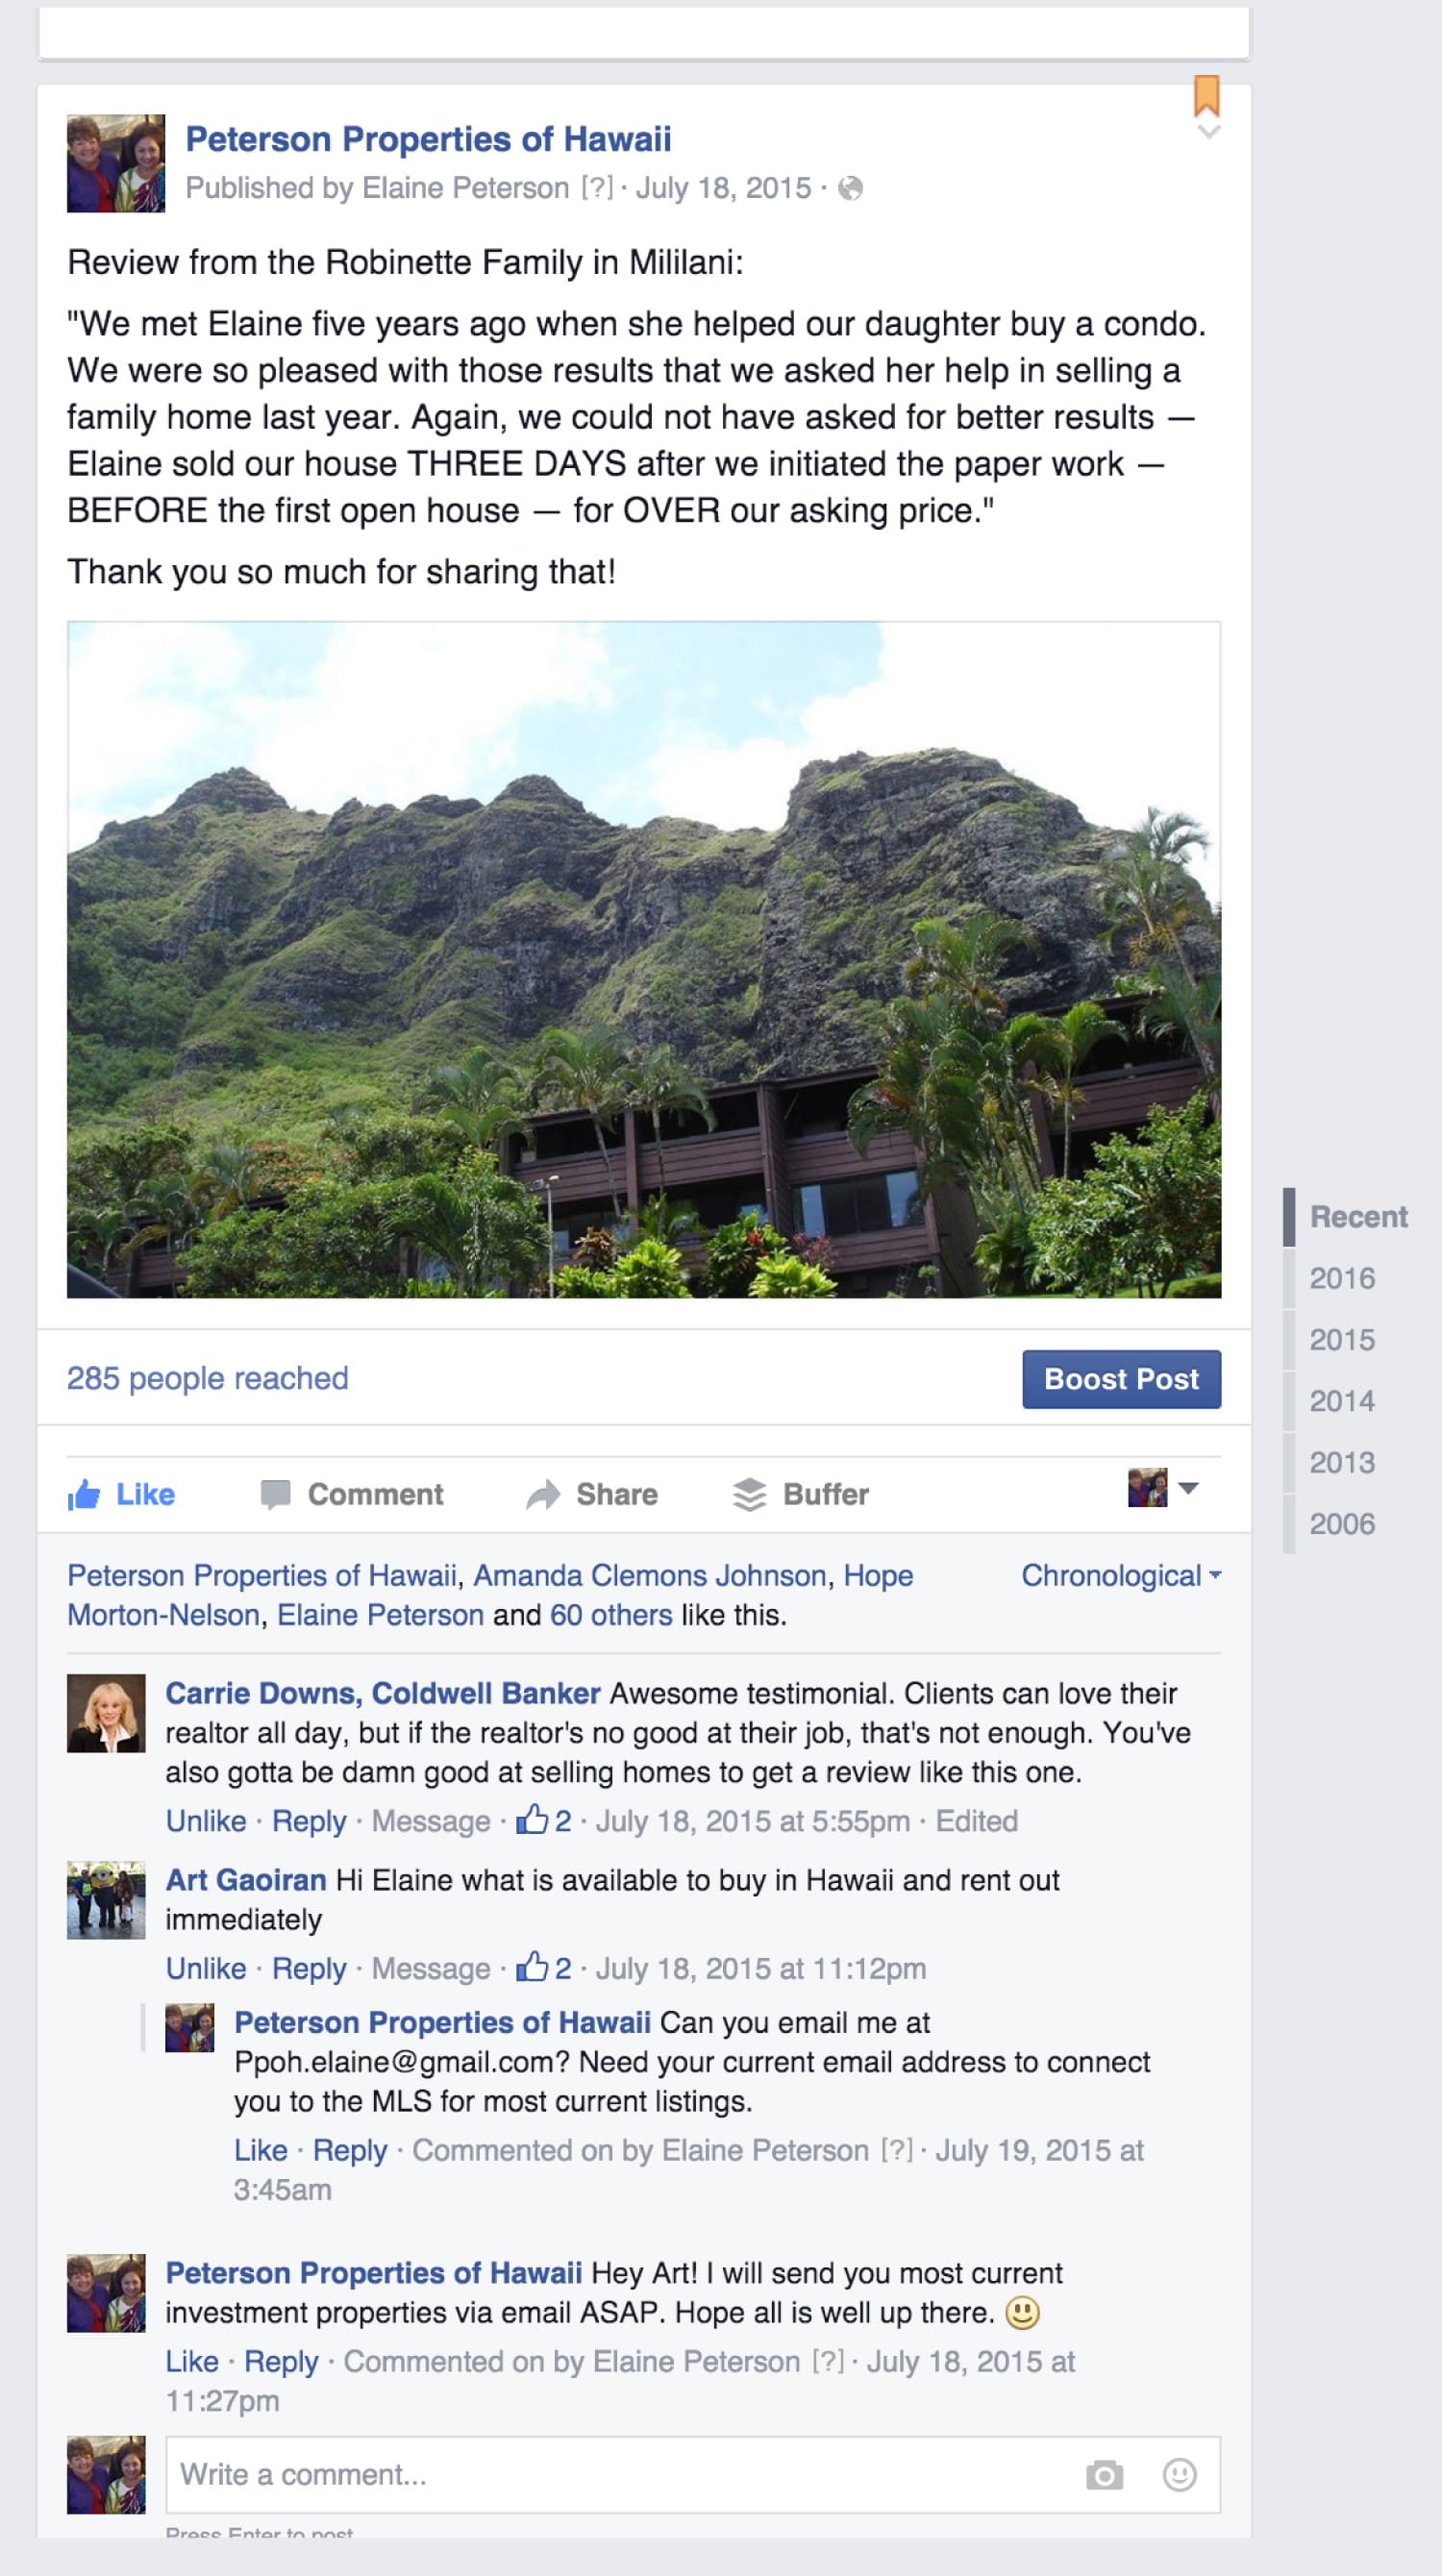 Peterson Properties of Hawaii
Published by Elaine Peterson [?] · July 18, 2015 ·
Review from the Robinette Family in Mililani:
"We met Elaine five years ago when she helped our daughter buy a condo.
We were so pleased with those results that we asked her help in selling a
family home last year. Again, we could not have asked for better results —
Elaine sold our house THREE DAYS after we initiated the paper work —
BEFORE the first open house — for OVER our asking price."
Thank you so much for sharing that!
285 people reached
Boost Post
Like Comment Share Buffer
Peterson Properties of Hawaii, Amanda Clemons Johnson, Hope
Morton-Nelson, Elaine Peterson and 60 others like this.
Chronological
Carrie Downs, Coldwell Banker Awesome testimonial. Clients can love their
realtor all day, but if the realtor's no good at their job, that's not enough. You've
also gotta be damn good at selling homes to get a review like this one.
Unlike · Reply · Message · 2 · July 18, 2015 at 5:55pm · Edited
Art Gaoiran Hi Elaine what is available to buy in Hawaii and rent out
immediately
Unlike · Reply · Message · 2 · July 18, 2015 at 11:12pm
Peterson Properties of Hawaii Can you email me at
Ppoh.elaine@gmail.com? Need your current email address to connect
you to the MLS for most current listings.
Like · Reply · Commented on by Elaine Peterson [?] · July 19, 2015 at
3:45am
Peterson Properties of Hawaii Hey Art! I will send you most current
investment properties via email ASAP. Hope all is well up there.
Like · Reply · Commented on by Elaine Peterson [?] · July 18, 2015 at
11:27pm
Write a comment...
Press Enter to post
Recent
2016
2015
2014
2013
2006